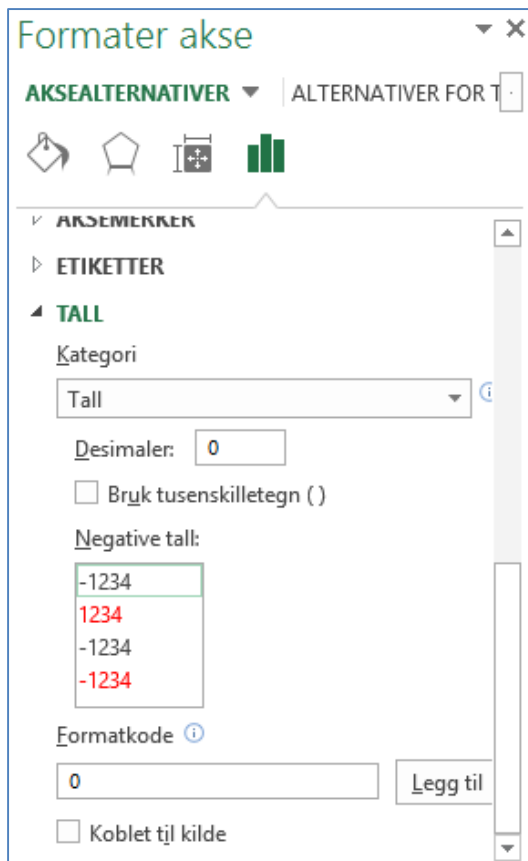 Formater akse
AKSEALTERNATIVER ALTERNATIVER FOR T
AKSEMERKER
ETIKETTER
TALL
Kategori
Tall
Desimaler: 0
Bruk tusenskilletegn ( )
Negative tall:
-1234
1234
-1234
-1234
Formatkode
0 Legg til
Koblet til kilde